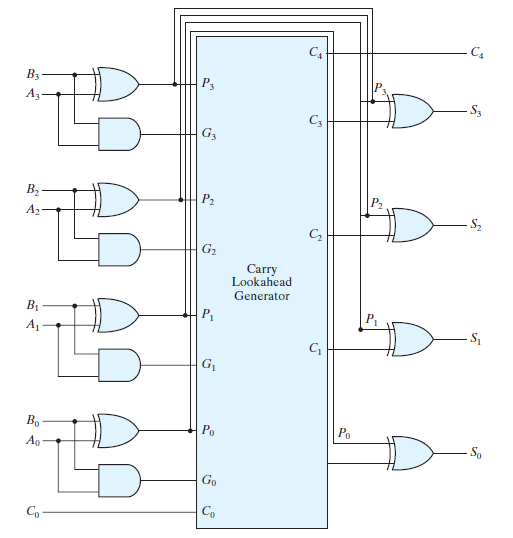 C₄ C₄
B₃
A₃
P₃ P₃
C₃ S₃
G₃
B₂
A₂
P₂ P₂
C₂ S₂
G₂
Carry
Lookahead
Generator
B₁
A₁
P₁ P₁
C₁ S₁
G₁
B₀
A₀
P₀ P₀
S₀
G₀
C₀ C₀